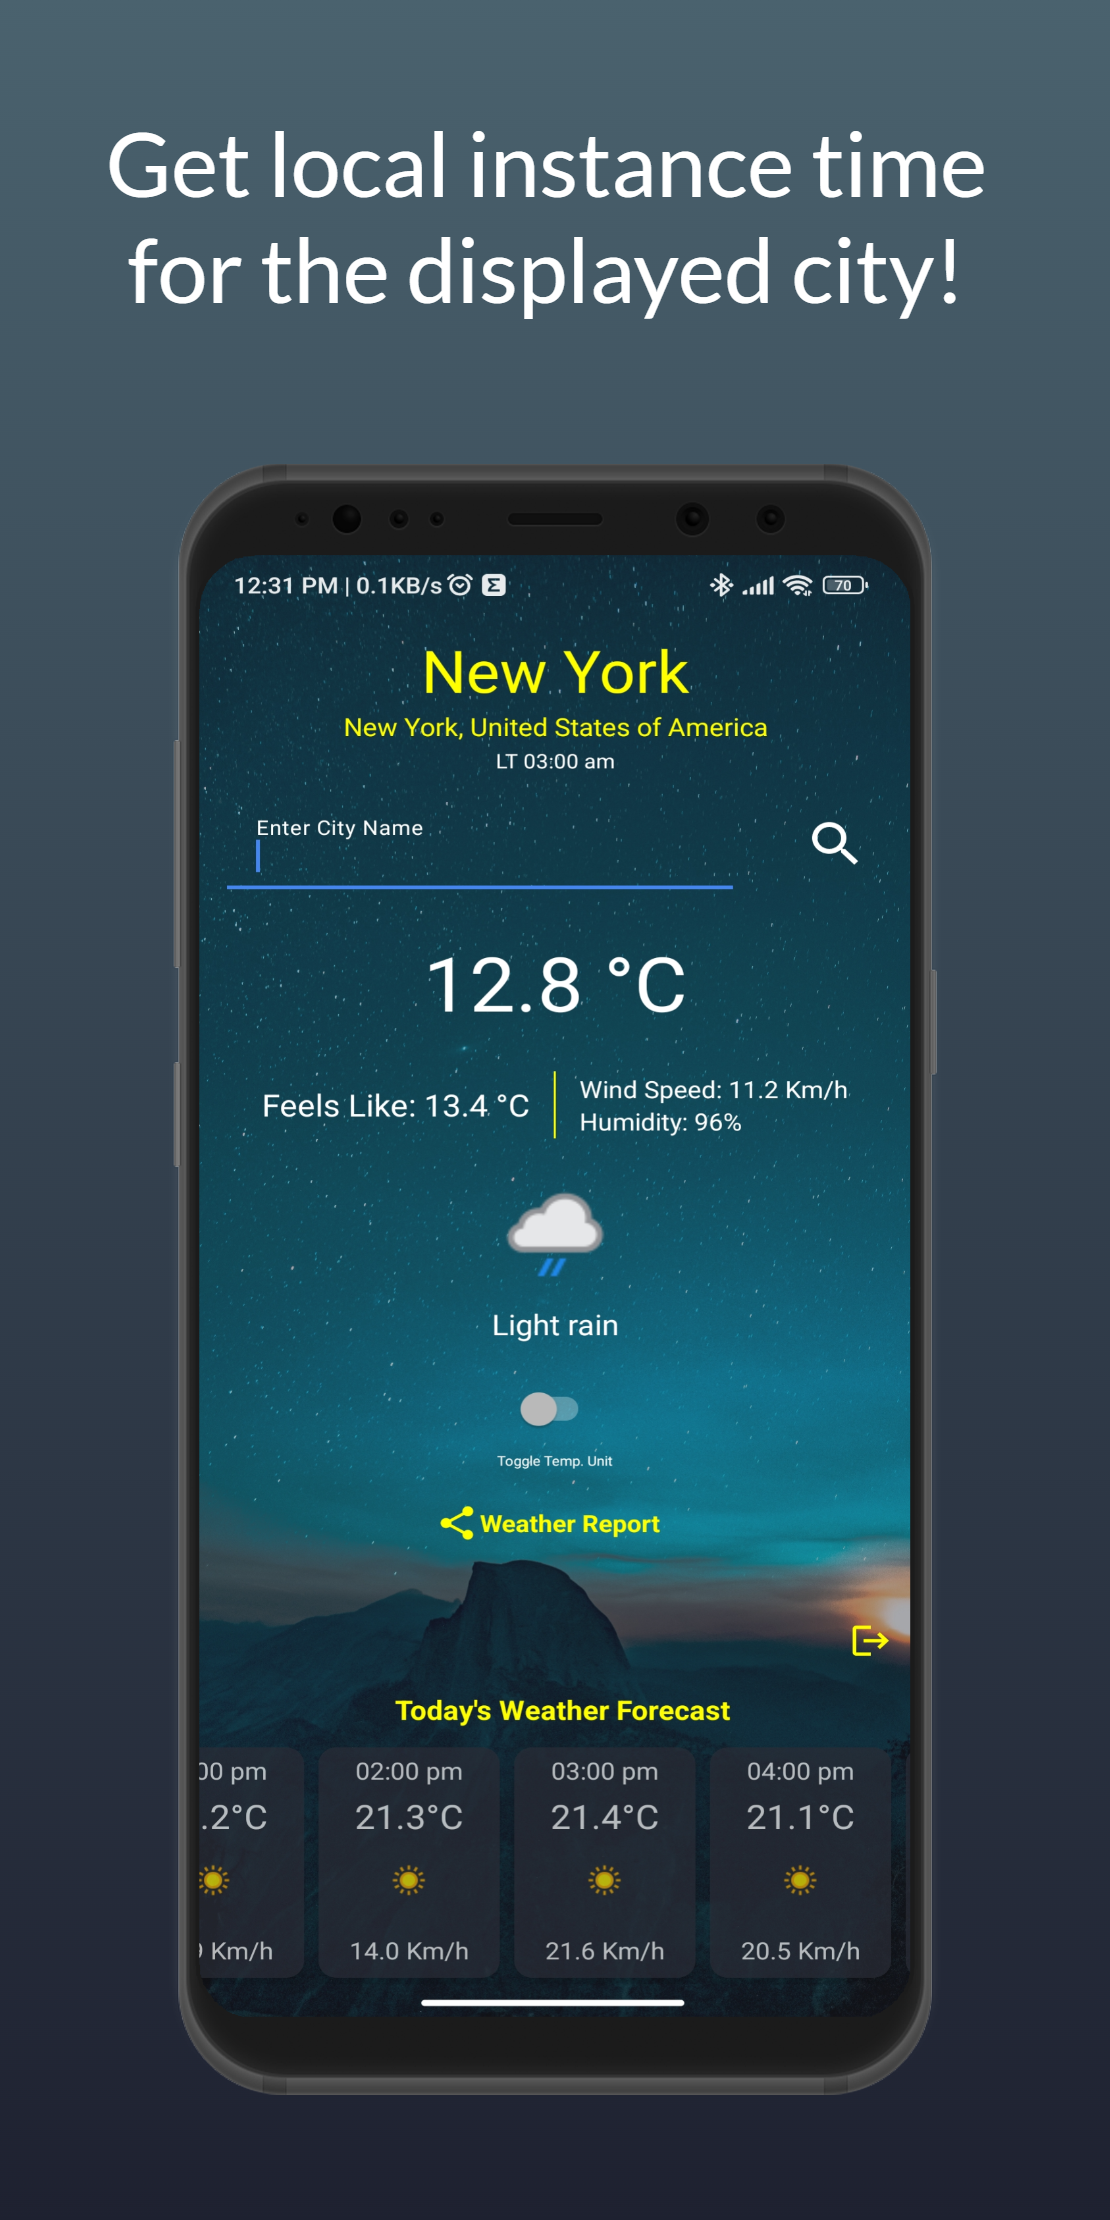 Get local instance time
for the displayed city!
12:31 PM | 0.1KB/s
70
New York
New York, United States of America
LT 03:00 am
Enter City Name
12.8 °C
Feels Like: 13.4 °C
Wind Speed: 11.2 Km/h
Humidity: 96%
Light rain
Toggle Temp. Unit
Weather Report
Today's Weather Forecast
00 pm 02:00 pm 03:00 pm 04:00 pm
.2°C 21.3°C 21.4°C 21.1°C
Km/h 14.0 Km/h 21.6 Km/h 20.5 Km/h